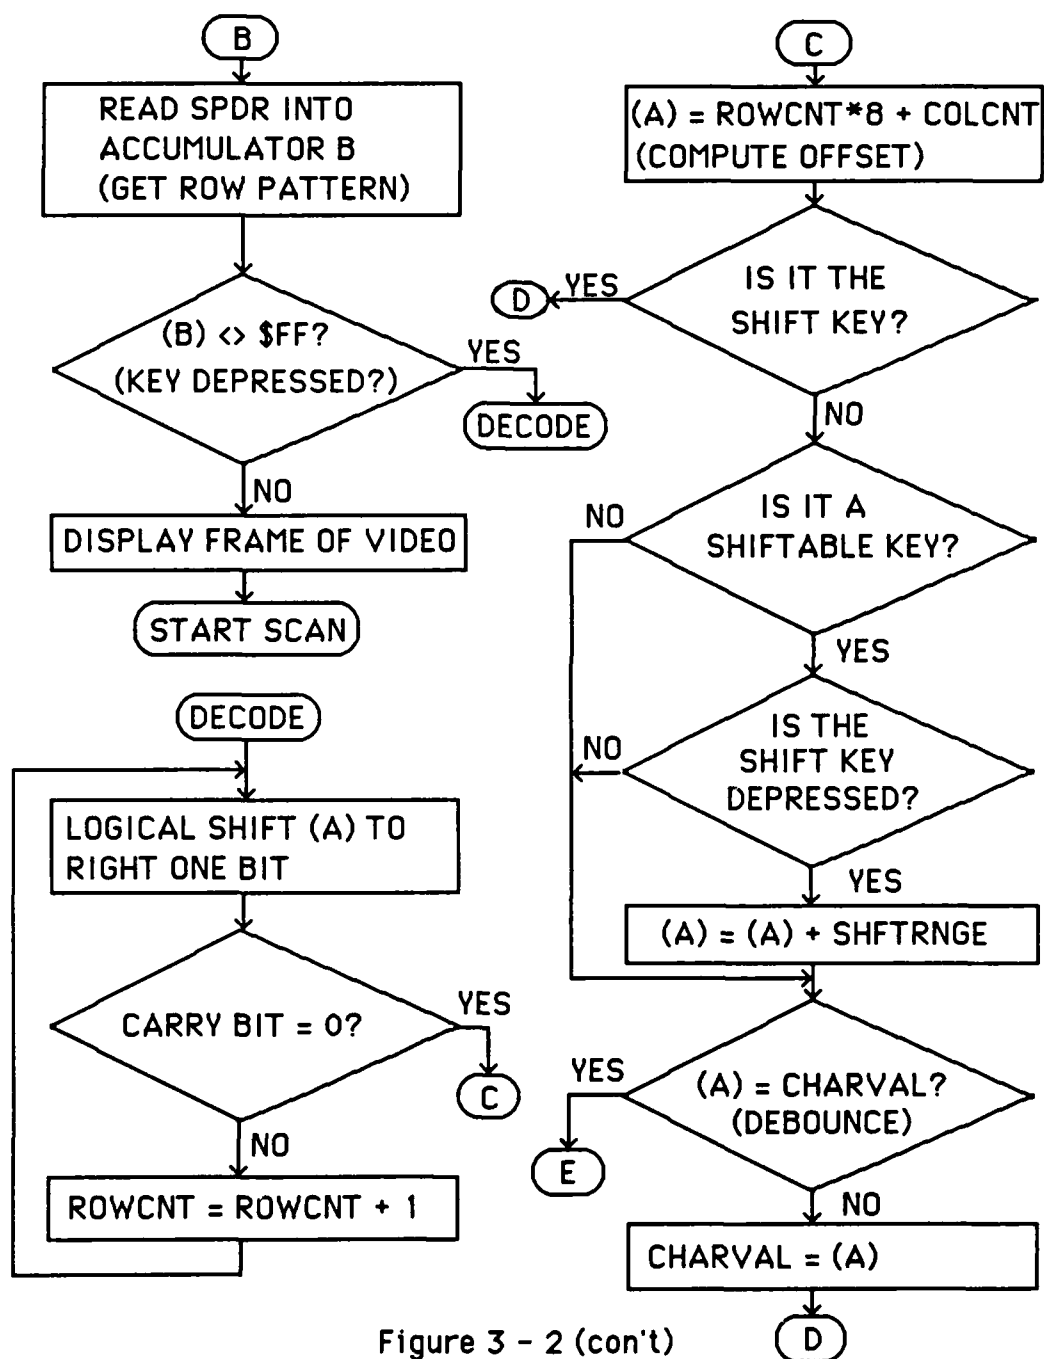 B
READ SPDR INTO
ACCUMULATOR B
(GET ROW PATTERN)
(B) <> $FF?
(KEY DEPRESSED?)
YES
DECODE
NO
DISPLAY FRAME OF VIDEO
START SCAN
DECODE
LOGICAL SHIFT (A) TO
RIGHT ONE BIT
CARRY BIT = 0?
YES
C
NO
ROWCNT = ROWCNT + 1
C
(A) = ROWCNT*8 + COLCNT
(COMPUTE OFFSET)
IS IT THE
SHIFT KEY?
YES
D
NO
IS IT A
SHIFTABLE KEY?
NO
YES
IS THE
SHIFT KEY
DEPRESSED?
NO
YES
(A) = (A) + SHFTRNGE
(A) = CHARVAL?
(DEBOUNCE)
YES
E
NO
CHARVAL = (A)
D
Figure 3 - 2 (con't)